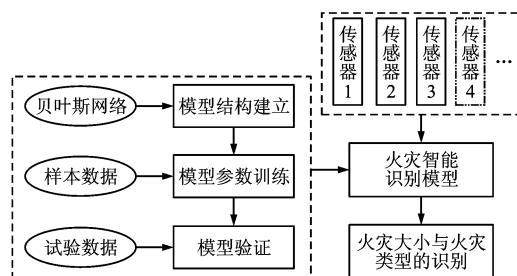 传感器1
传感器2
传感器3
传感器4
...
贝叶斯网络
模型结构建立
样本数据
模型参数训练
火灾智能
识别模型
试验数据
模型验证
火灾大小与火灾
类型的识别